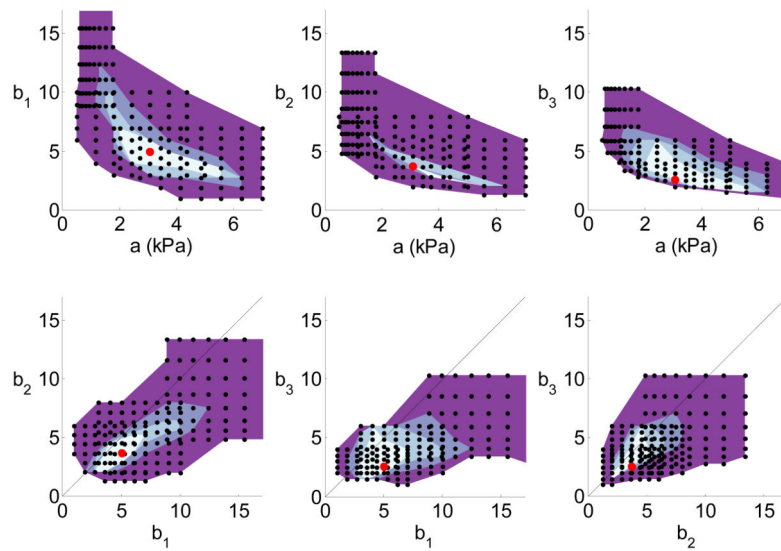 15 15 15
b1 b2 b3
10 10 10
5 5 5
0 0 0
0 2 4 6 0 2 4 6 0 2 4 6
a (kPa) a (kPa) a (kPa)
15 15 15
b2 b3 b3
10 10 10
5 5 5
0 0 0
0 5 10 15 0 5 10 15 0 5 10 15
b1 b1 b2